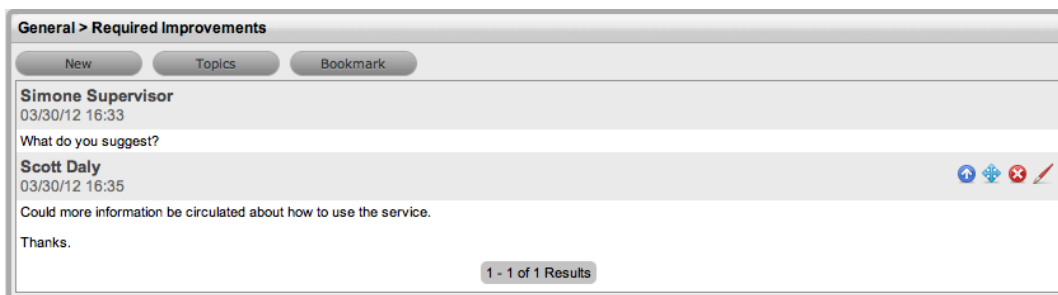 General > Required Improvements
New Topics Bookmark
Simone Supervisor
03/30/12 16:33
What do you suggest?
Scott Daly
03/30/12 16:35
Could more information be circulated about how to use the service.
Thanks.
1 - 1 of 1 Results